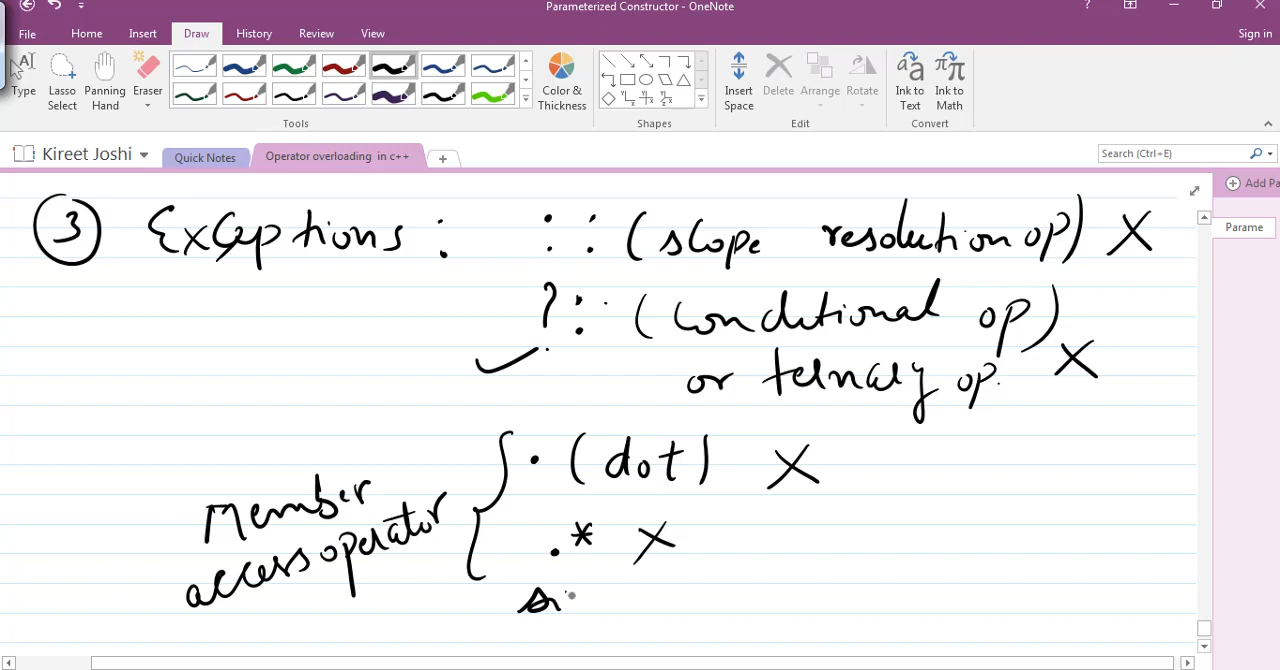 Parameterized Constructor - OneNote
File Home Insert Draw History Review View Sign in
Type Lasso Select Panning Hand Eraser Color & Thickness Insert Space Delete Arrange Rotate Ink to Text Ink to Math
Tools Shapes Edit Convert
Kireet Joshi Quick Notes Operator overloading in c++ + Search (Ctrl+E)
Add Pa
Parame
③ Exceptions : :: (scope resolution op) X
?: (conditional op)
or ternary op. X
. (dot) X
Member
access operator
.* X
si